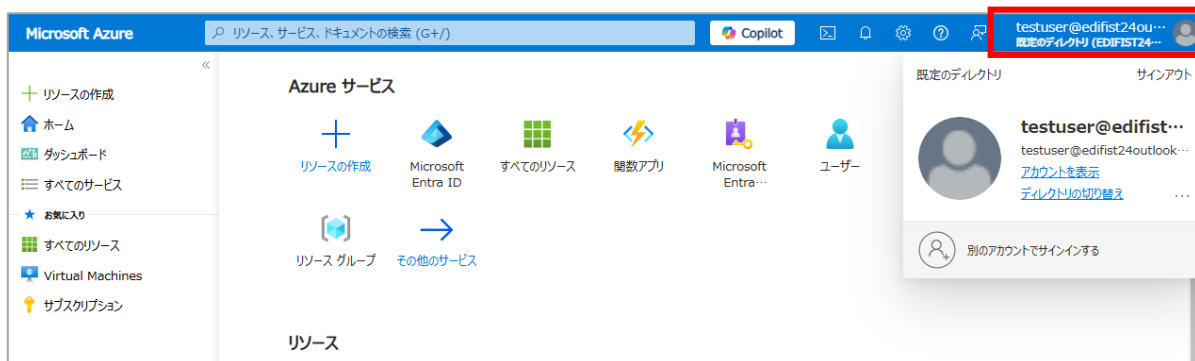 Microsoft Azure
リソース、サービス、ドキュメントの検索 (G+/)
Copilot
testuser@edifist24ou…
既定のディレクトリ (EDIFIST24…
リソースの作成
ホーム
ダッシュボード
すべてのサービス
お気に入り
すべてのリソース
Virtual Machines
サブスクリプション
Azure サービス
リソースの作成
Microsoft
Entra ID
すべてのリソース
関数アプリ
Microsoft
Entra…
ユーザー
リソース グループ
その他のサービス
リソース
既定のディレクトリ
サインアウト
testuser@edifist…
testuser@edifist24outlook…
アカウントを表示
ディレクトリの切り替え
…
別のアカウントでサインインする